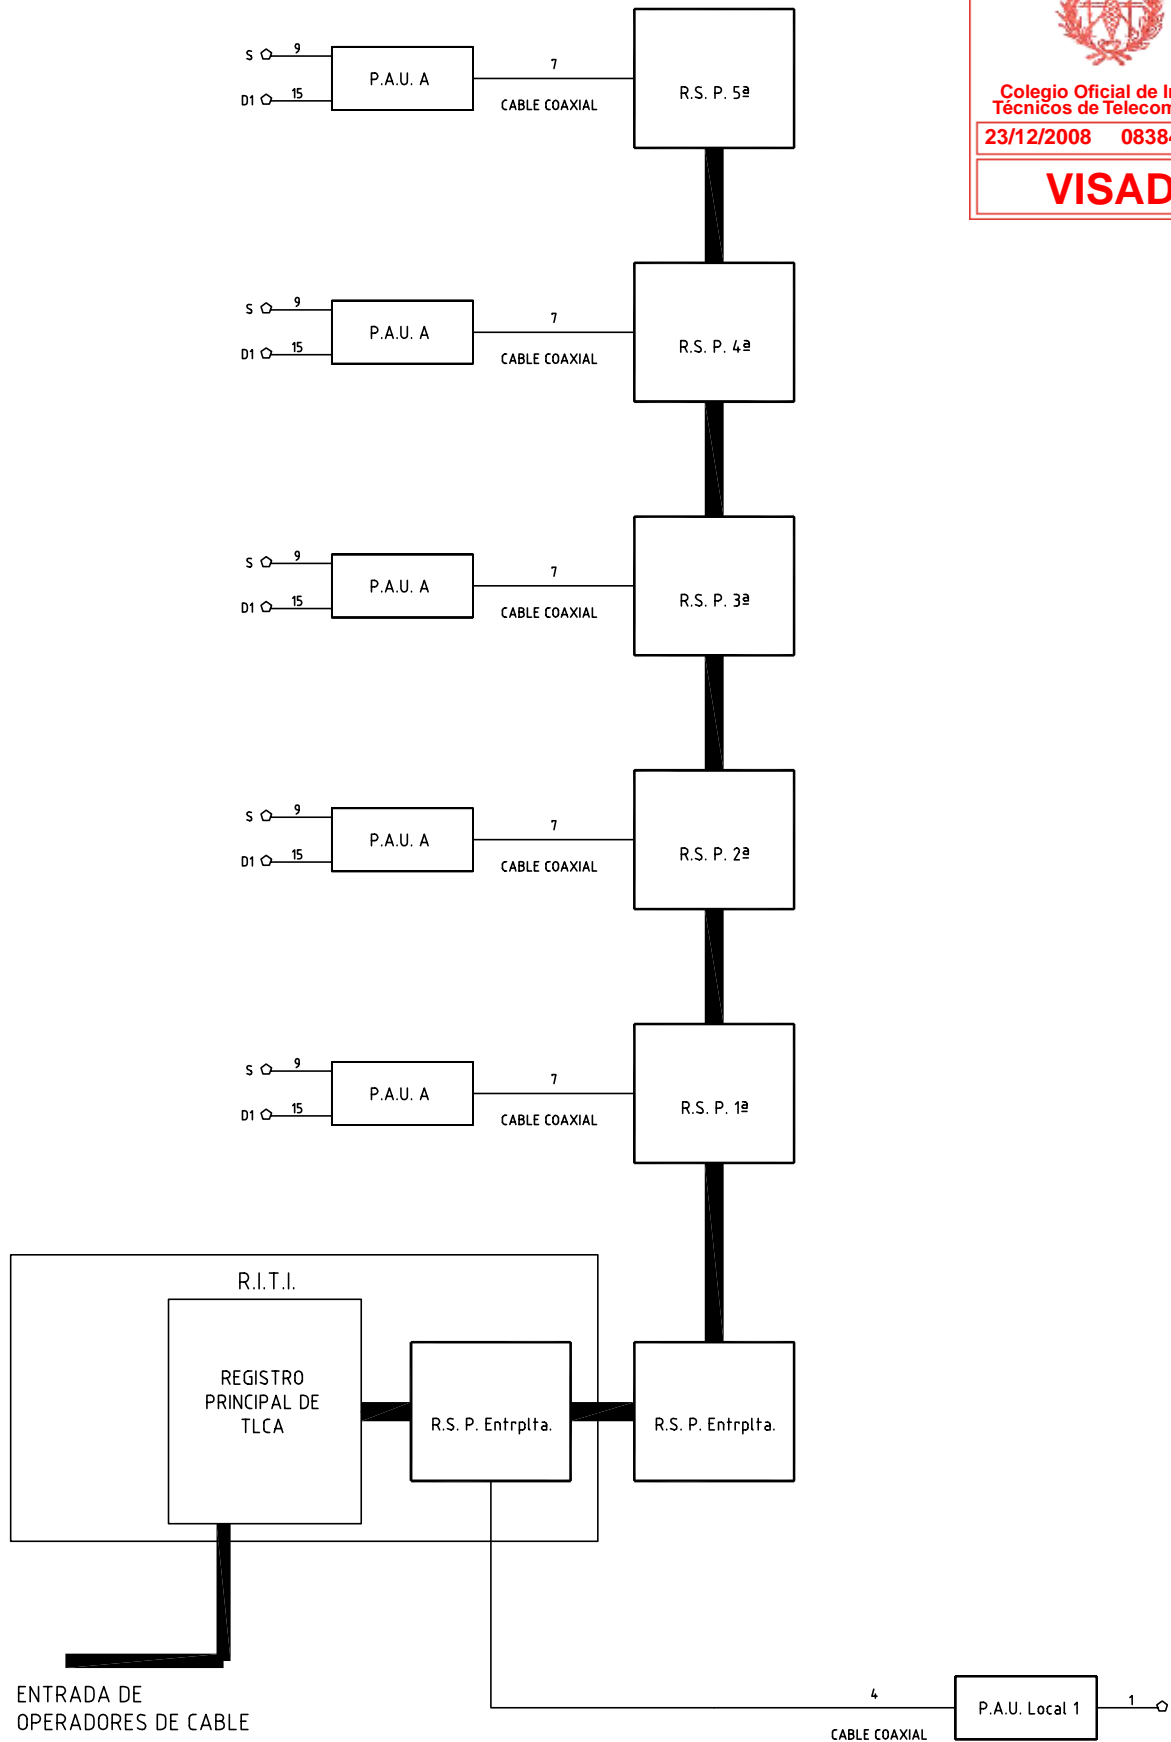 S 9
P.A.U. A
D1 15
7
CABLE COAXIAL
R.S. P. 5ª
Colegio Oficial de
Técnicos de
23/12/2008
S 9
P.A.U. A
D1 15
7
CABLE COAXIAL
R.S. P. 4ª
S 9
P.A.U. A
D1 15
7
CABLE COAXIAL
R.S. P. 3ª
S 9
P.A.U. A
D1 15
7
CABLE COAXIAL
R.S. P. 2ª
S 9
P.A.U. A
D1 15
7
CABLE COAXIAL
R.S. P. 1ª
R.I.T.I.
REGISTRO
PRINCIPAL DE
TLCA
R.S. P. Entrplta.
R.S. P. Entrplta.
ENTRADA DE
OPERADORES DE CABLE
4
CABLE COAXIAL
P.A.U. Local 1
1